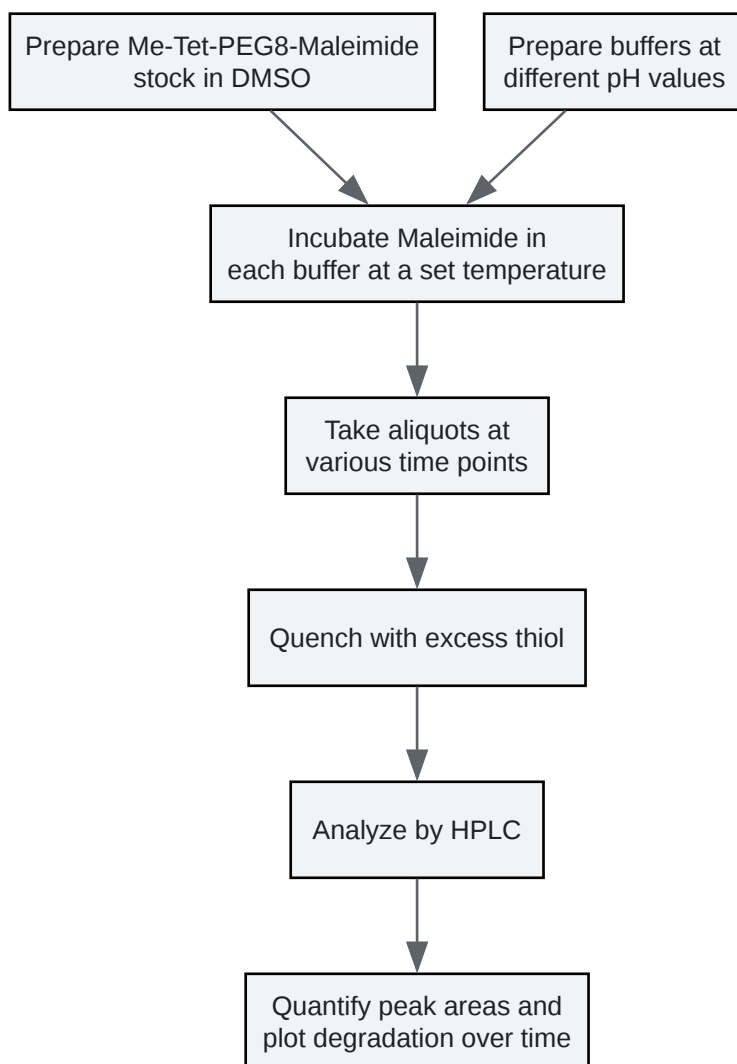 Prepare Me-Tet-PEG8-Maleimide
stock in DMSO
Prepare buffers at
different pH values
Incubate Maleimide in
each buffer at a set temperature
Take aliquots at
various time points
Quench with excess thiol
Analyze by HPLC
Quantify peak areas and
plot degradation over time